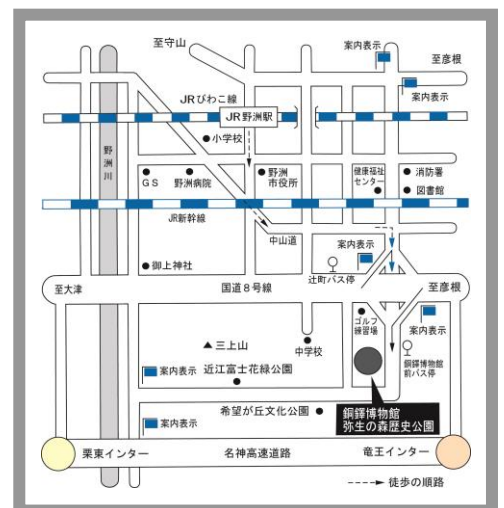 至守山
案内表示
至彦根
案内表示
JRびわこ線
JR野洲駅
小学校
野洲川
GS
野洲病院
野洲
市役所
健康福祉
センター
消防署
図書館
JR新幹線
中山道
案内表示
御上神社
辻町バス停
至大津
国道8号線
至彦根
ゴルフ
練習場
案内表示
三上山
中学校
銅鐸博物館
前バス停
案内表示
近江富士花緑公園
希望が丘文化公園
銅鐸博物館
弥生の森歴史公園
案内表示
栗東インター
名神高速道路
竜王インター
徒歩の順路